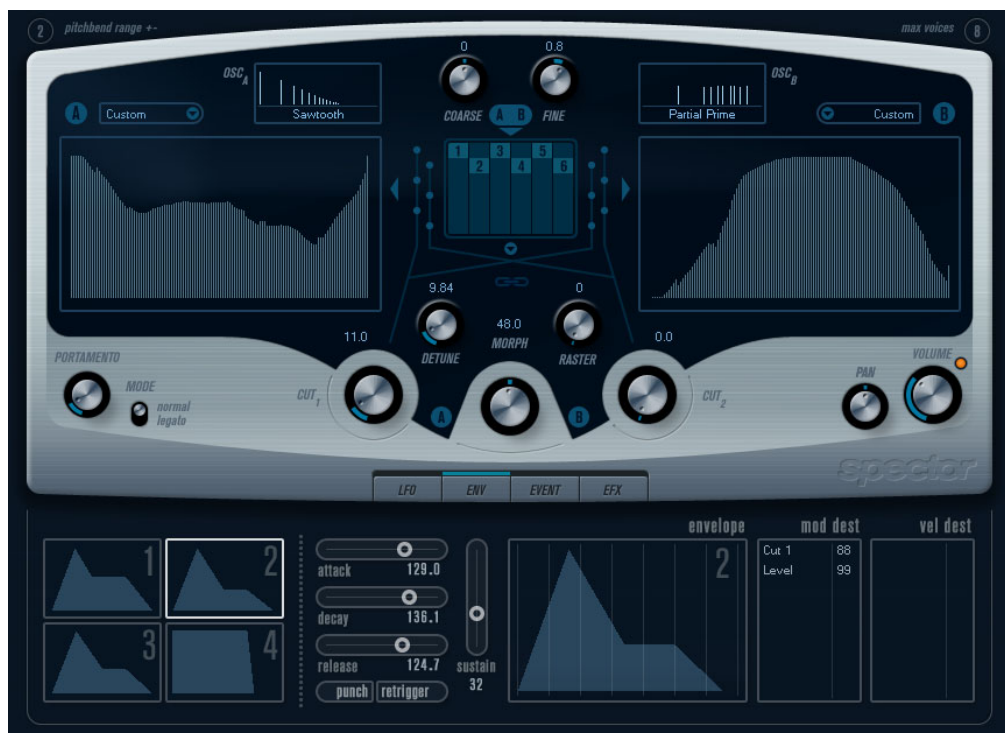 2 pitchbend range +-
max voices 8
0
0.8
OSC A
OSC B
Sawtooth
Partial Prime
A Custom
COARSE A B FINE
Custom B
1 2 3 4 5 6
9.84
0
48.0
11.0
MORPH
0.0
DETUNE
RASTER
PORTAMENTO
VOLUME
MODE
PAN
normal
legato
CUT 1
CUT 2
A
B
spector
LFO ENV EVENT EFX
envelope mod dest vel dest
1
2
3
4
attack 129.0
decay 136.1
release 124.7
punch retrigger
sustain
32
2
Cut 1 88
Level 99